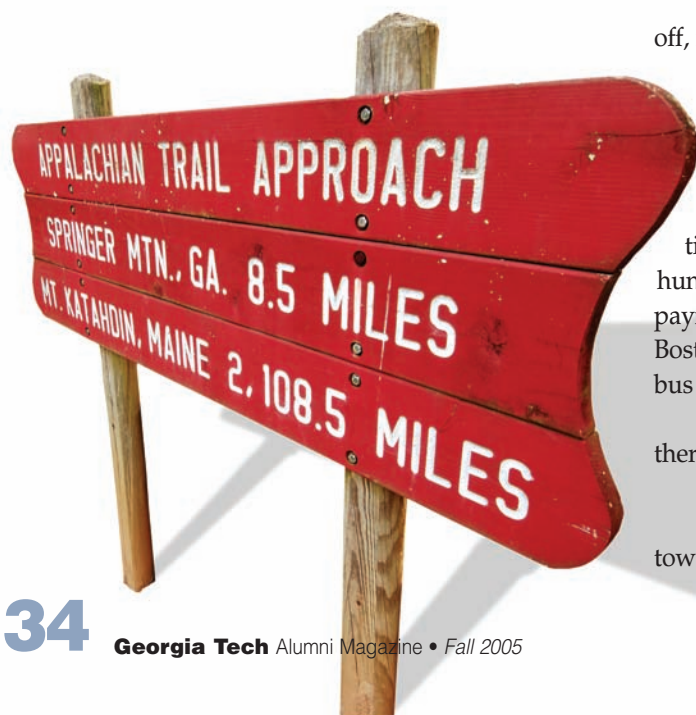 off,
APPALACHIAN TRAIL APPROACH
SPRINGER MTN., GA. 8.5 MILES
MT. KATAHDIN, MAINE 2,108.5 MILES
ti
hun
pay
Bost
bus
ther
tow
34 Georgia Tech Alumni Magazine • Fall 2005